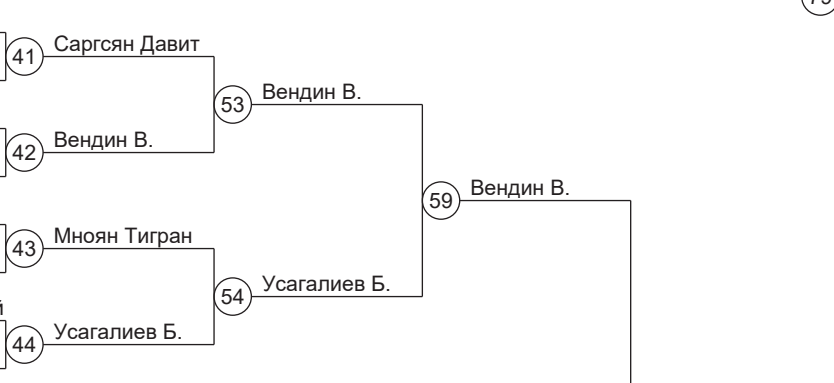 41 Саргсян Давит
53 Вендин В.
42 Вендин В.
59 Вендин В.
43 Мноян Тигран
54 Усагалиев Б.
й
44 Усагалиев Б.